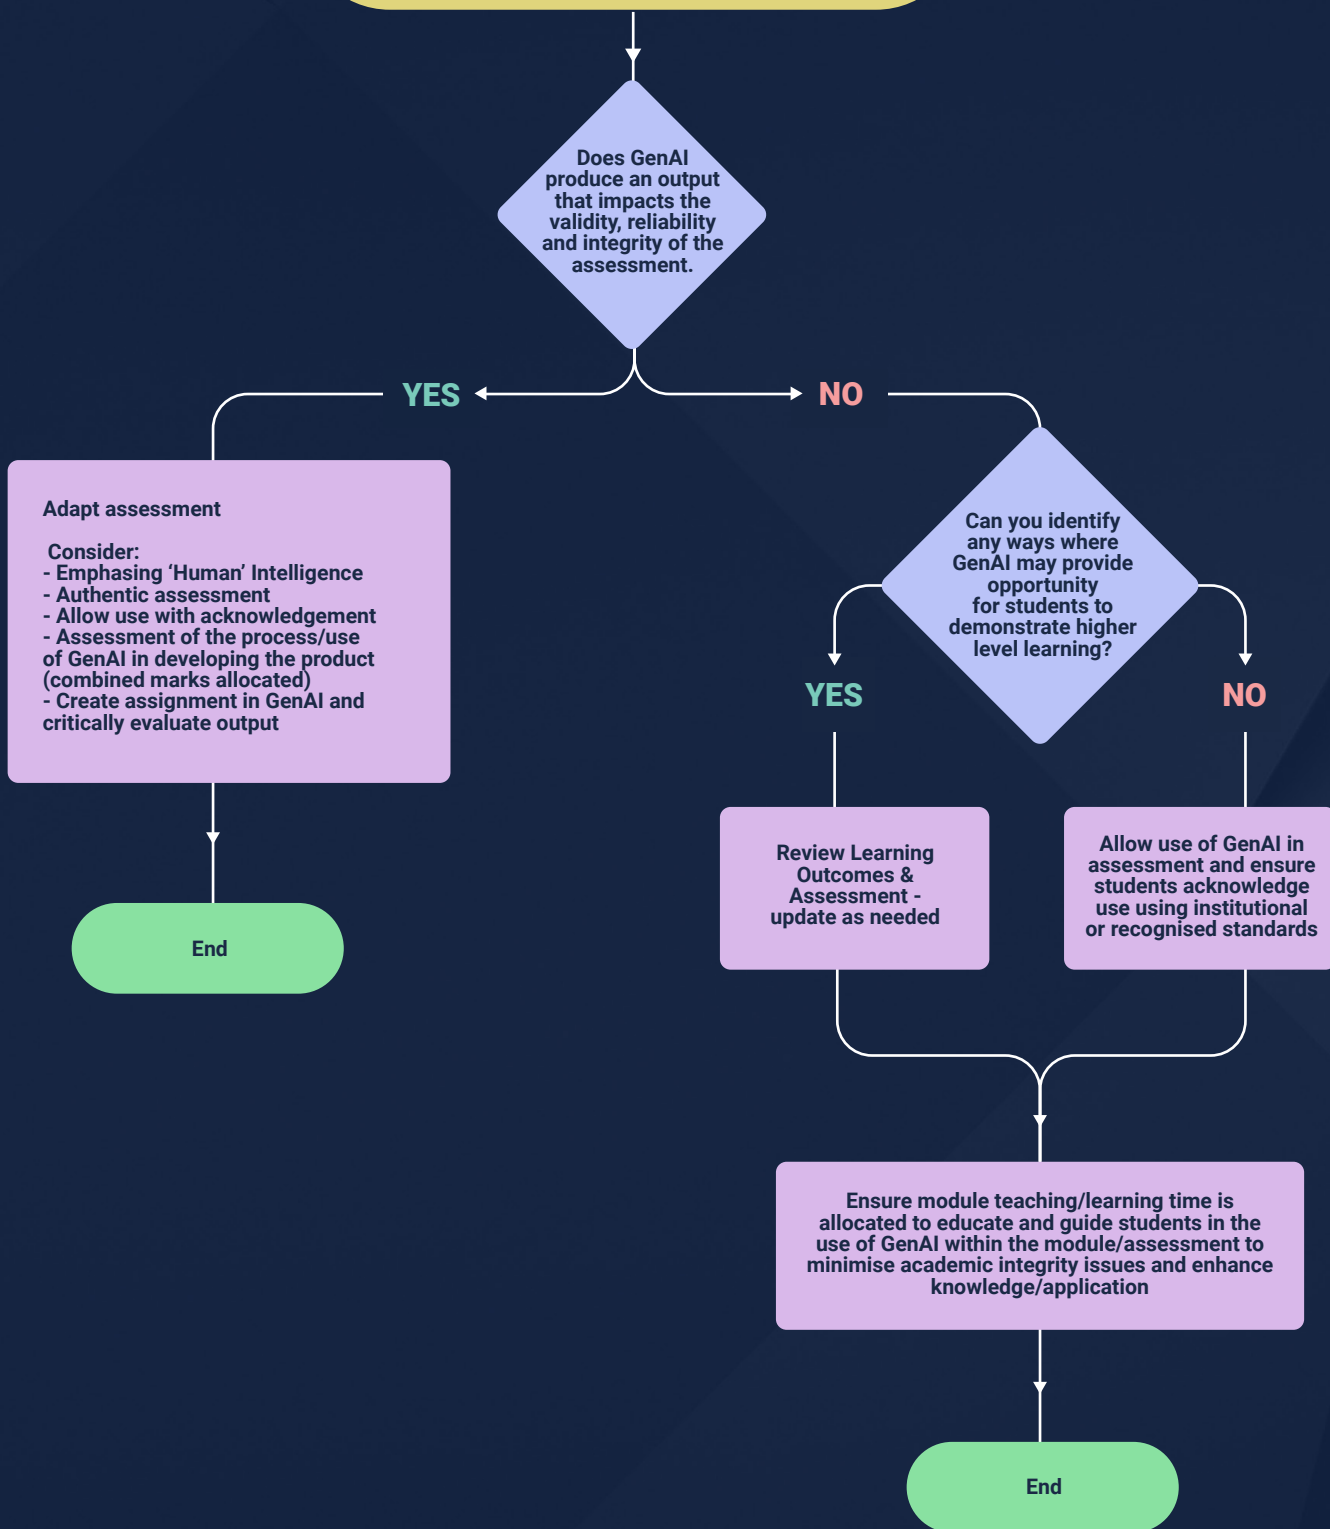 Does GenAI
produce an output
that impacts the
validity, reliability
and integrity of the
assessment.
YES
NO
Adapt assessment
Consider:
- Emphasing ‘Human’ Intelligence
- Authentic assessment
- Allow use with acknowledgement
- Assessment of the process/use
of GenAI in developing the product
(combined marks allocated)
- Create assignment in GenAI and
critically evaluate output
End
Can you identify
any ways where
GenAI may provide
opportunity
for students to
demonstrate higher
level learning?
YES
NO
Review Learning
Outcomes &
Assessment -
update as needed
Allow use of GenAI in
assessment and ensure
students acknowledge
use using institutional
or recognised standards
Ensure module teaching/learning time is
allocated to educate and guide students in the
use of GenAI within the module/assessment to
minimise academic integrity issues and enhance
knowledge/application
End